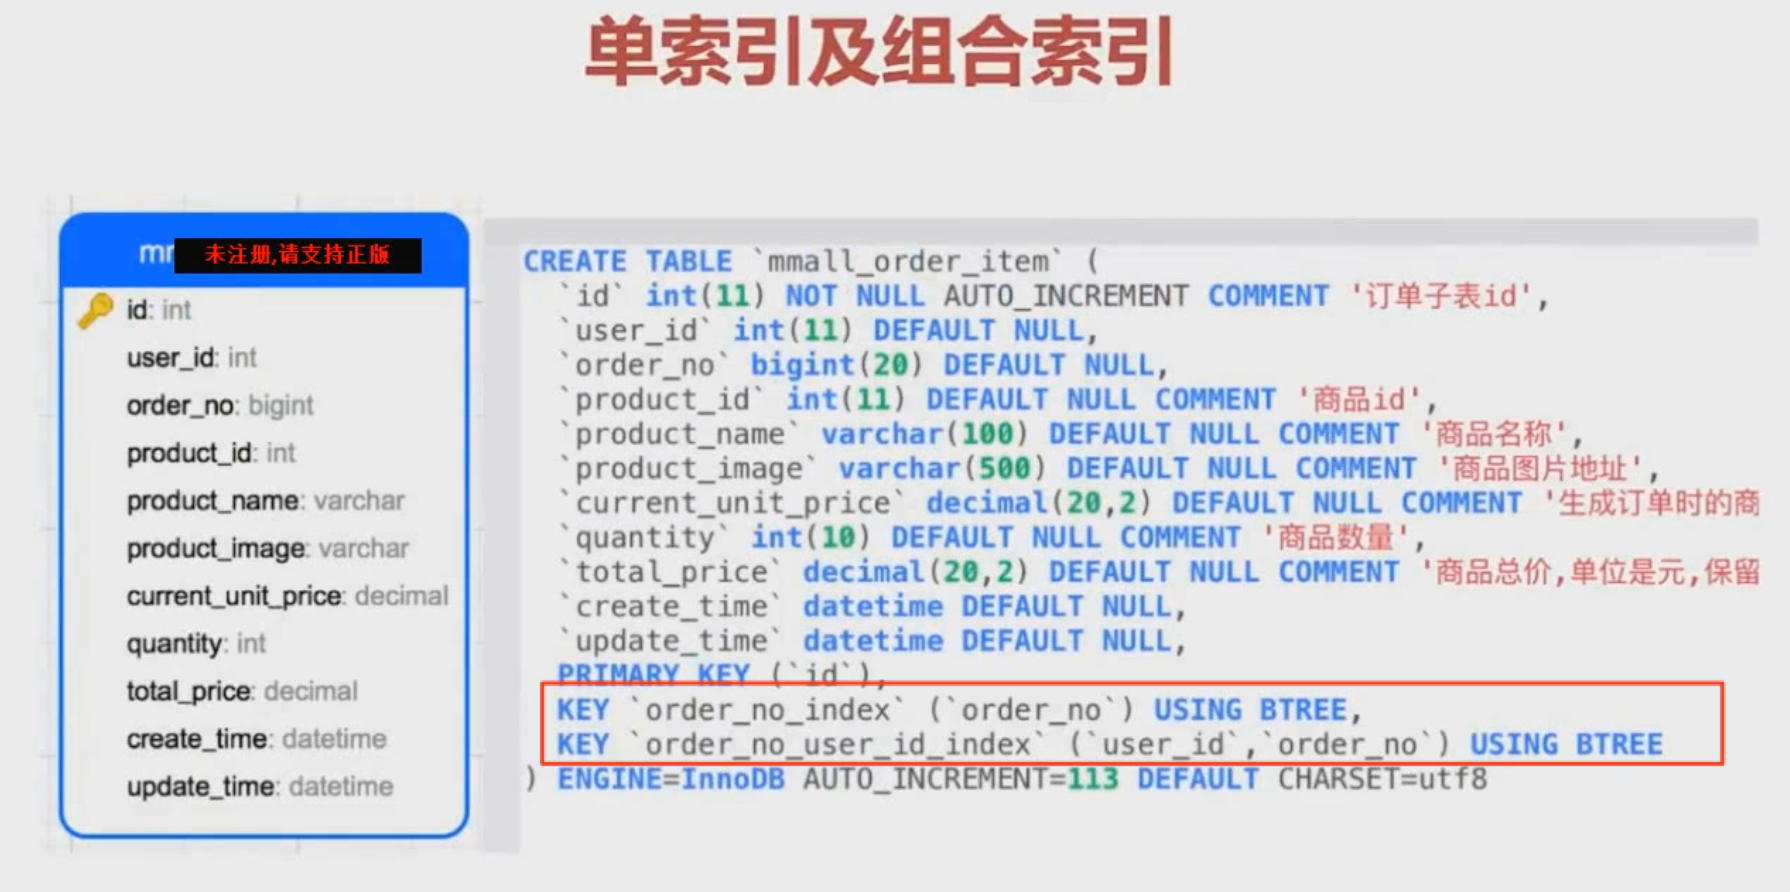 单索引及组合索引
mm
未注册,请支持正版
id: int
user_id: int
order_no: bigint
product_id: int
product_name: varchar
product_image: varchar
current_unit_price: decimal
quantity: int
total_price: decimal
create_time: datetime
update_time: datetime
CREATE TABLE `mmall_order_item` (
`id` int(11) NOT NULL AUTO_INCREMENT COMMENT '订单子表id',
`user_id` int(11) DEFAULT NULL,
`order_no` bigint(20) DEFAULT NULL,
`product_id` int(11) DEFAULT NULL COMMENT '商品id',
`product_name` varchar(100) DEFAULT NULL COMMENT '商品名称',
`product_image` varchar(500) DEFAULT NULL COMMENT '商品图片地址',
`current_unit_price` decimal(20,2) DEFAULT NULL COMMENT '生成订单时的商
`quantity` int(10) DEFAULT NULL COMMENT '商品数量',
`total_price` decimal(20,2) DEFAULT NULL COMMENT '商品总价,单位是元,保留
`create_time` datetime DEFAULT NULL,
`update_time` datetime DEFAULT NULL,
PRIMARY KEY (`id`),
KEY `order_no_index` (`order_no`) USING BTREE,
KEY `order_no_user_id_index` (`user_id`,`order_no`) USING BTREE
) ENGINE=InnoDB AUTO_INCREMENT=113 DEFAULT CHARSET=utf8